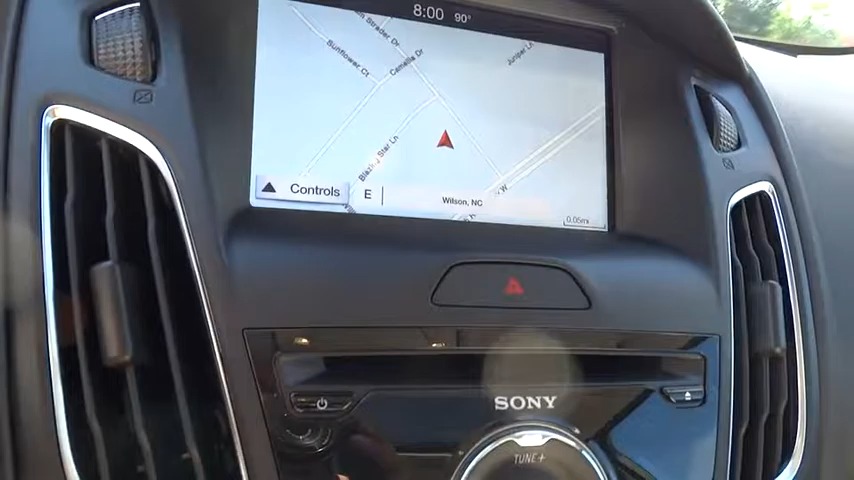 8:00 90°
n Strader Dr
Sunflower Ct
Camellia Dr
Juniper Ln
Blazing Star Ln
Controls
E
Wilson, NC
0.05mi
SONY
TUNE+